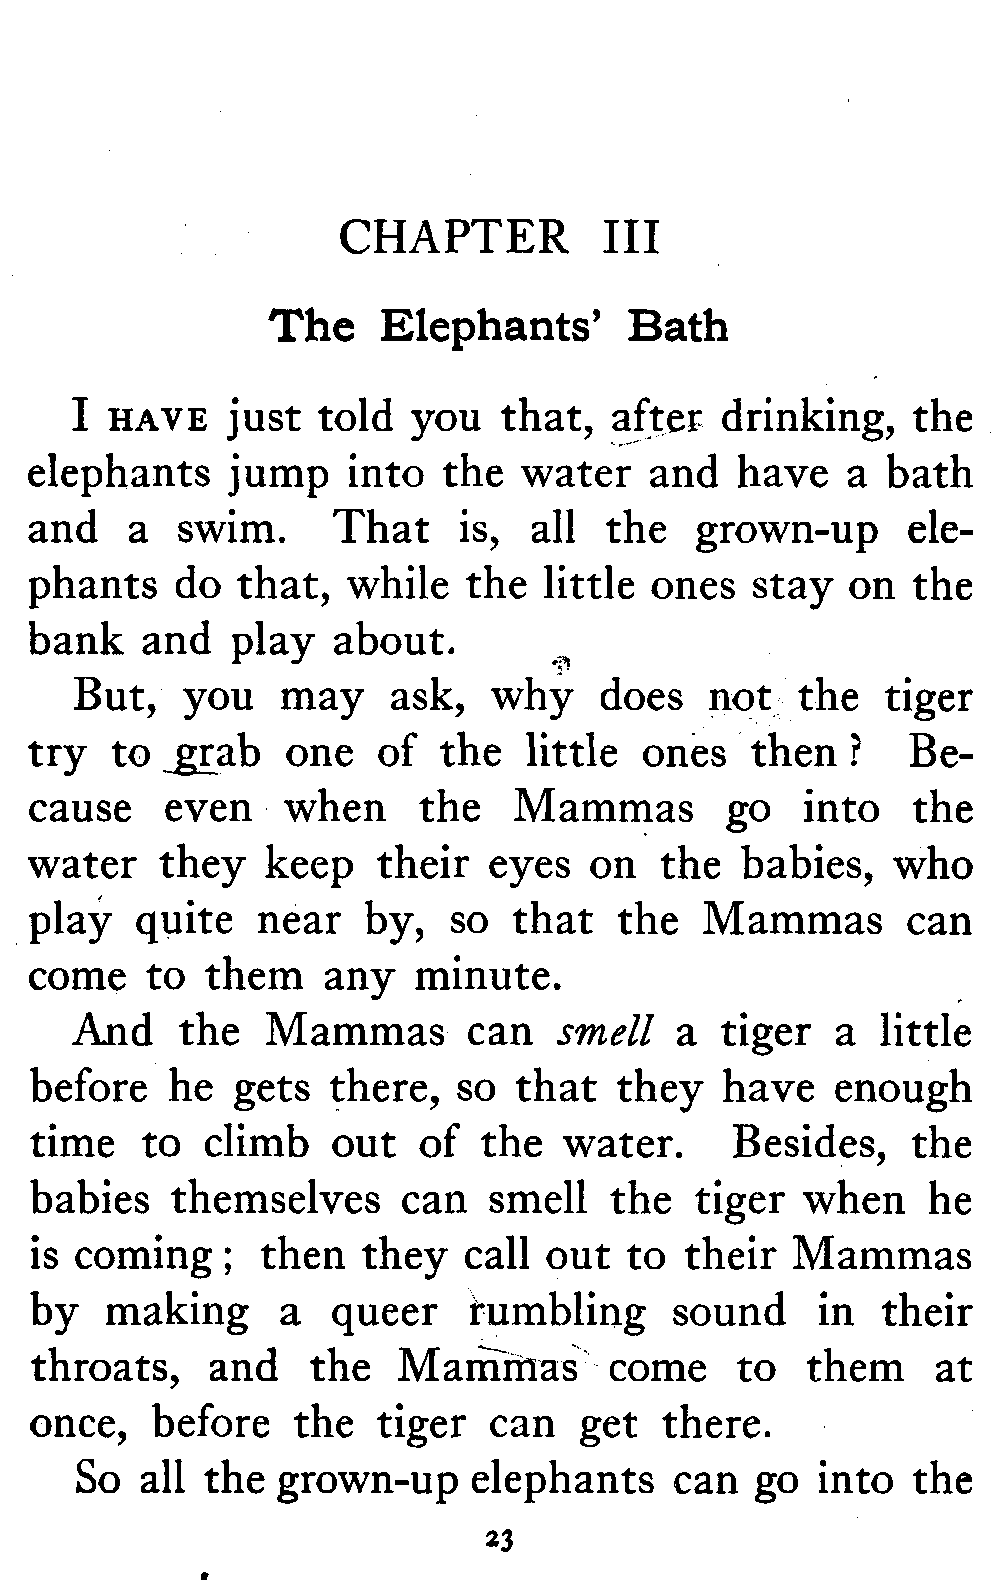 CHAPTER III
The Elephants’ Bath
I HAVE just told you that, after drinking, the
elephants jump into the water and have a bath
and a swim. That is, all the grown-up ele-
phants do that, while the little ones stay on the
bank and play about.
But, you may ask, why does not the tiger
try to grab one of the little ones then ? Be-
cause even when the Mammas go into the
water they keep their eyes on the babies, who
play quite near by, so that the Mammas can
come to them any minute.
And the Mammas can smell a tiger a little
before he gets there, so that they have enough
time to climb out of the water. Besides, the
babies themselves can smell the tiger when he
is coming ; then they call out to their Mammas
by making a queer rumbling sound in their
throats, and the Mammas come to them at
once, before the tiger can get there.
So all the grown-up elephants can go into the
23